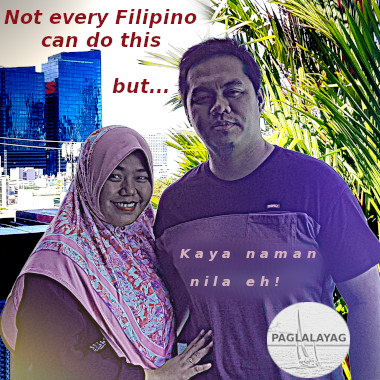 Not every Filipino
can do this
but...
Kaya naman
nila eh!
PAGLALAYAG